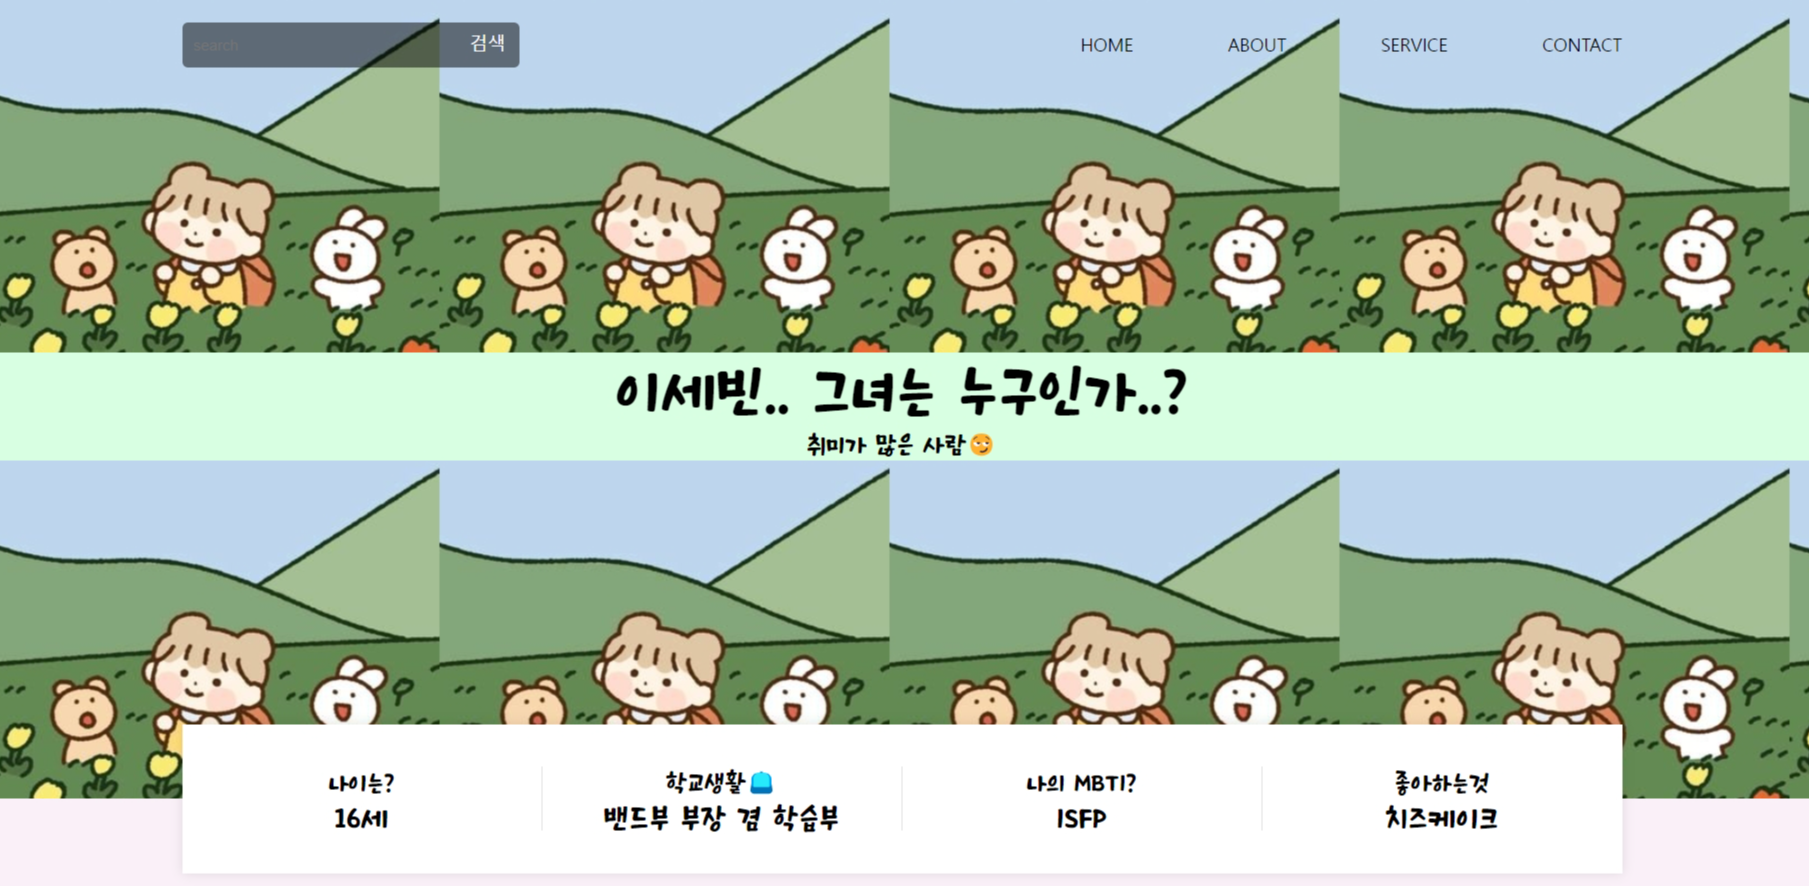 search 검색 HOME ABOUT SERVICE CONTACT
이세빈.. 그녀는 누구인가..?
취미가 많은 사람🙄
나이는? 학교생활🧢 나의 MBTI? 좋아하는것
16세 밴드부 부장 겸 학습부 ISFP 치즈케이크